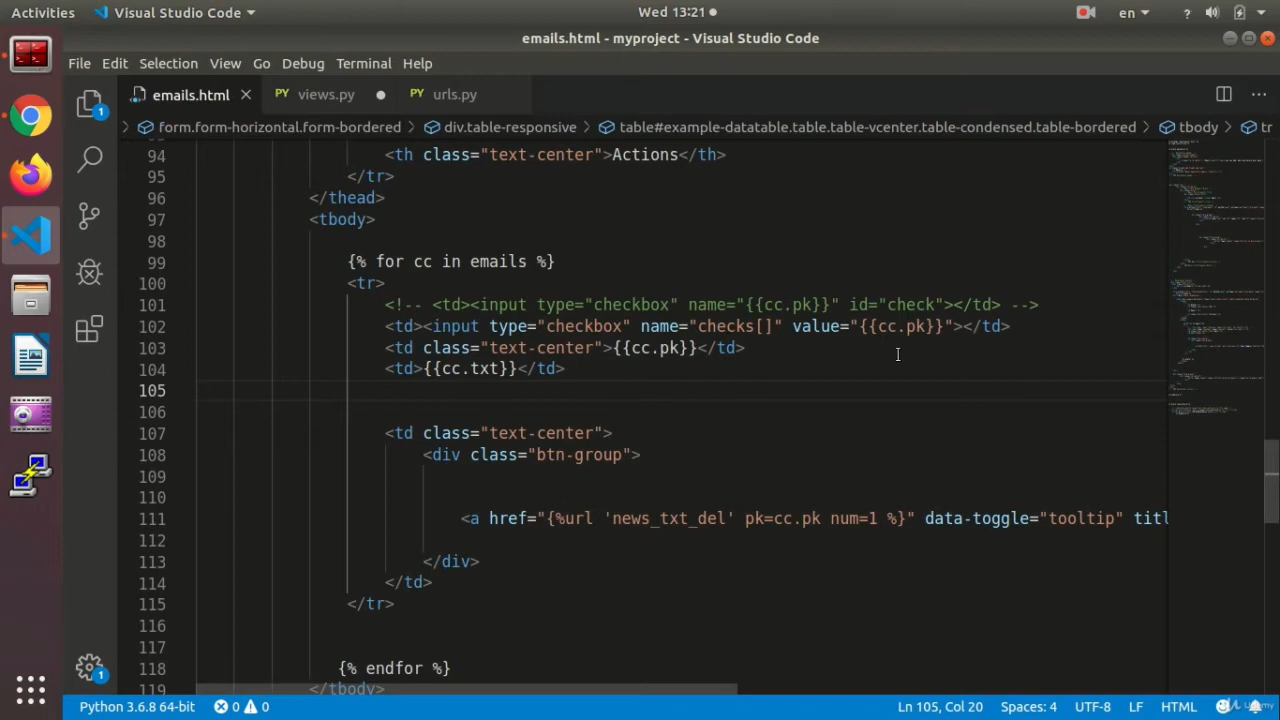 Activities
Visual Studio Code
Wed 13:21
en
?
emails.html - myproject - Visual Studio Code
File Edit Selection View Go Debug Terminal Help
emails.html
views.py
urls.py
form.form-horizontal.form-bordered
div.table-responsive
table#example-datatable.table.table-vcenter.table-condensed.table-bordered
tbody
tr
94 <th class="text-center">Actions</th>
95 </tr>
96 </thead>
97 <tbody>
98
99 {% for cc in emails %}
100 <tr>
101 <!-- <td><input type="checkbox" name="{{cc.pk}}" id="check"></td> -->
102 <td><input type="checkbox" name="checks[]" value="{{cc.pk}}"></td>
103 <td class="text-center">{{cc.pk}}</td>
104 <td>{{cc.txt}}</td>
105
106
107 <td class="text-center">
108 <div class="btn-group">
109
110
111 <a href="{%url 'news_txt_del' pk=cc.pk num=1 %}" data-toggle="tooltip" titl
112
113 </div>
114 </td>
115 </tr>
116
117
118 {% endfor %}
119 </tbody>
1
1
Python 3.6.8 64-bit
0
0
Ln 105, Col 20
Spaces: 4
UTF-8
LF
HTML
Udemy